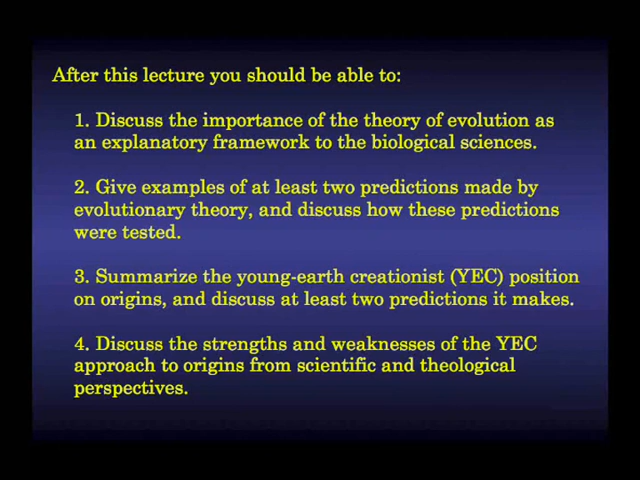 After this lecture you should be able to:
1. Discuss the importance of the theory of evolution as
an explanatory framework to the biological sciences.
2. Give examples of at least two predictions made by
evolutionary theory, and discuss how these predictions
were tested.
3. Summarize the young-earth creationist (YEC) position
on origins, and discuss at least two predictions it makes.
4. Discuss the strengths and weaknesses of the YEC
approach to origins from scientific and theological
perspectives.